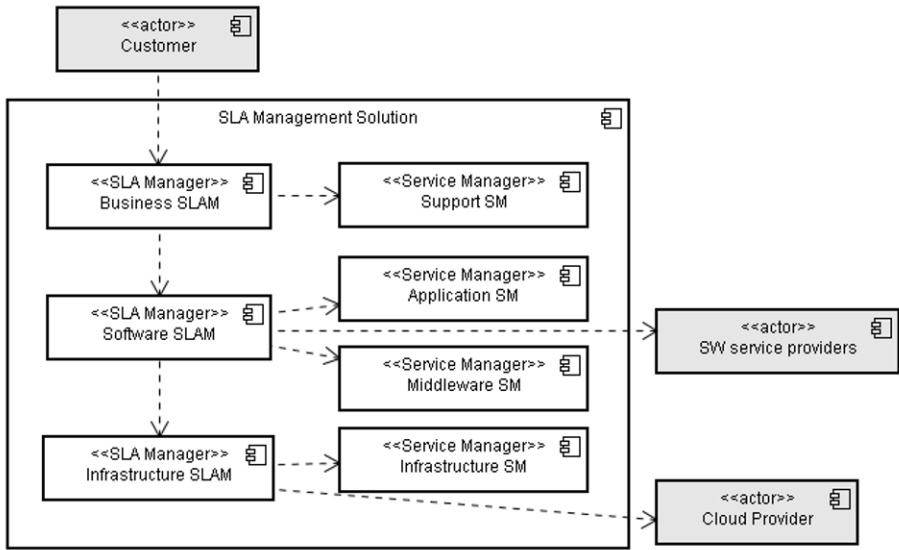 <<actor>>
Customer
SLA Management Solution
<<SLA Manager>>
Business SLAM
<<Service Manager>>
Support SM
<<Service Manager>>
Application SM
<<SLA Manager>>
Software SLAM
<<actor>>
SW service providers
<<Service Manager>>
Middleware SM
<<SLA Manager>>
Infrastructure SLAM
<<Service Manager>>
Infrastructure SM
<<actor>>
Cloud Provider